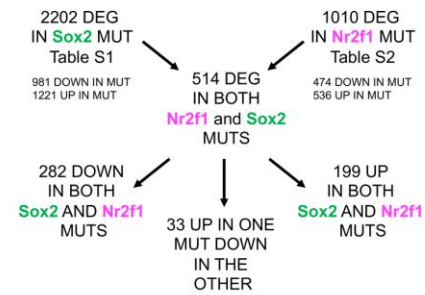 2202 DEG
IN Sox2 MUT
Table S1
981 DOWN IN MUT
1221 UP IN MUT
1010 DEG
IN Nr2f1 MUT
Table S2
474 DOWN IN MUT
536 UP IN MUT
514 DEG
IN BOTH
Nr2f1 and Sox2
MUTS
282 DOWN
IN BOTH
Sox2 AND Nr2f1
MUTS
33 UP IN ONE
MUT DOWN
IN THE
OTHER
199 UP
IN BOTH
Sox2 AND Nr2f1
MUTS